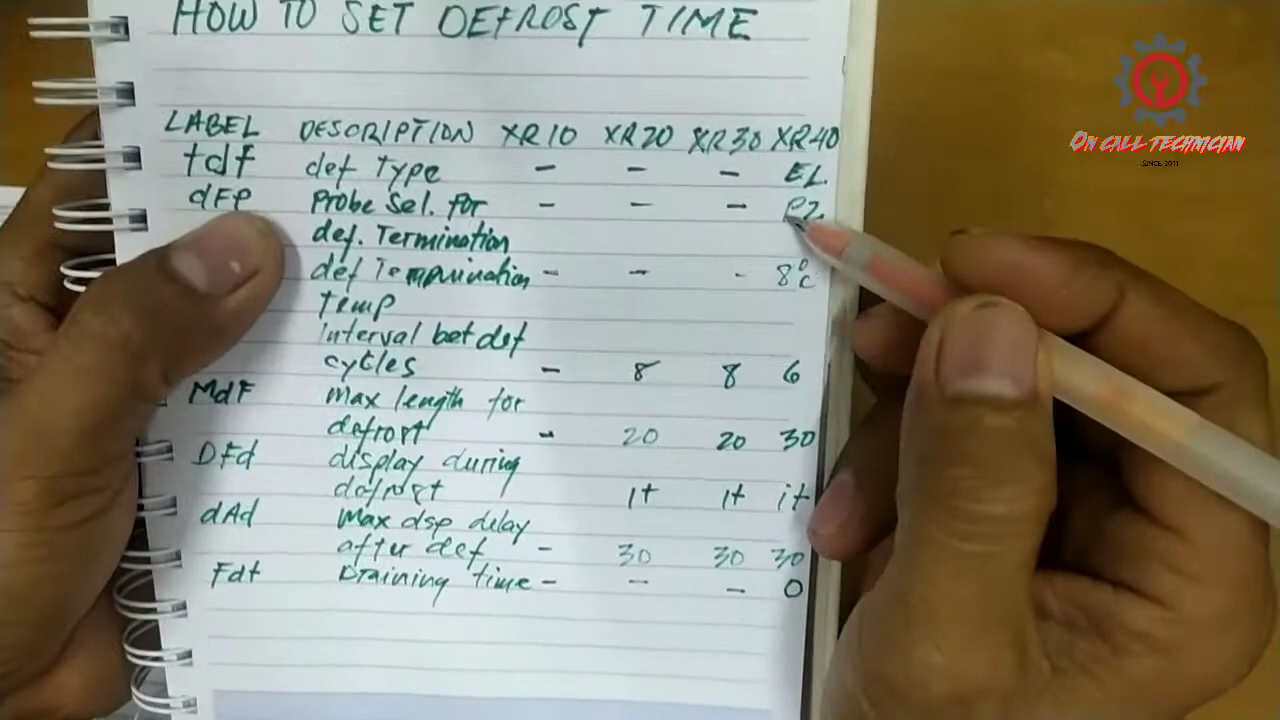 HOW TO SET DEFROST TIME
LABEL DESCRIPTION XR10 XR20 XR30 XR40
tdF def Type - - - EL
dFP Probe Sel. for - - - P2
def. Termination
def Termination - - - 8°C
Temp
interval bet def
cycles - 8 8 6
MdF Max length for
defrost - 20 20 30
DFd display during
defrost it it it
dAd Max dsp delay
after def - 30 30 30
Fdt Draining time - - - 0
ON CALL TECHNICIAN
SINCE 2011